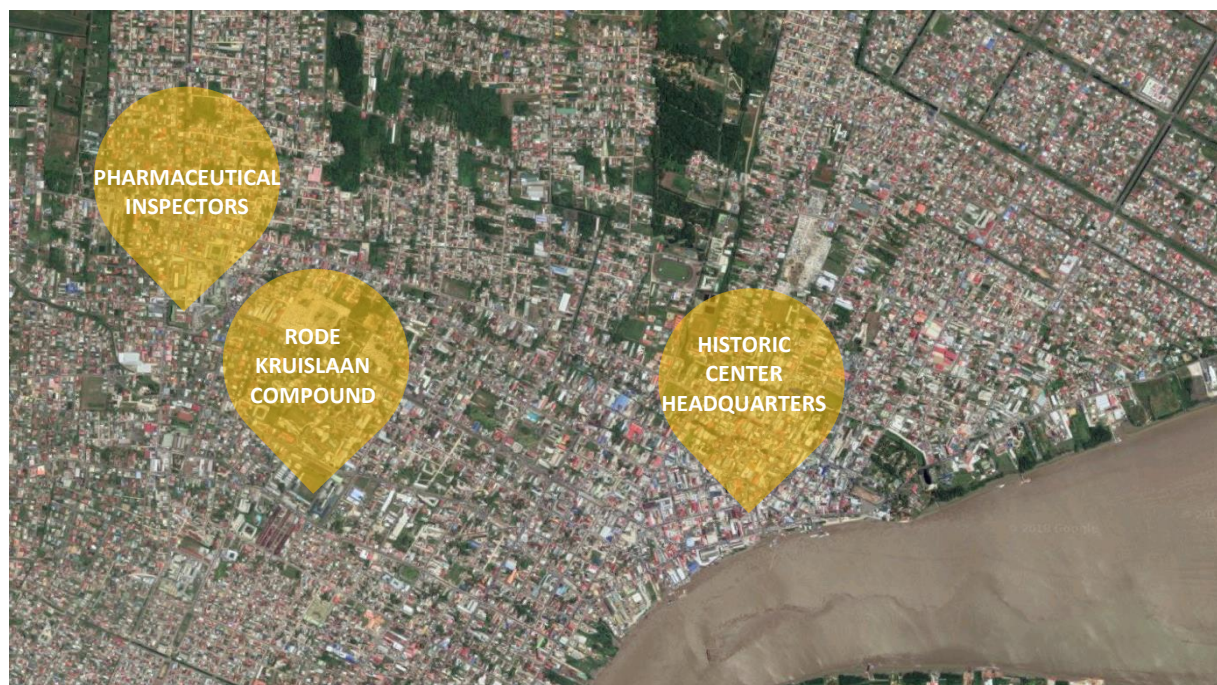 PHARMACEUTICAL
INSPECTORS
RODE
KRUISLAAN
COMPOUND
HISTORIC
CENTER
HEADQUARTERS